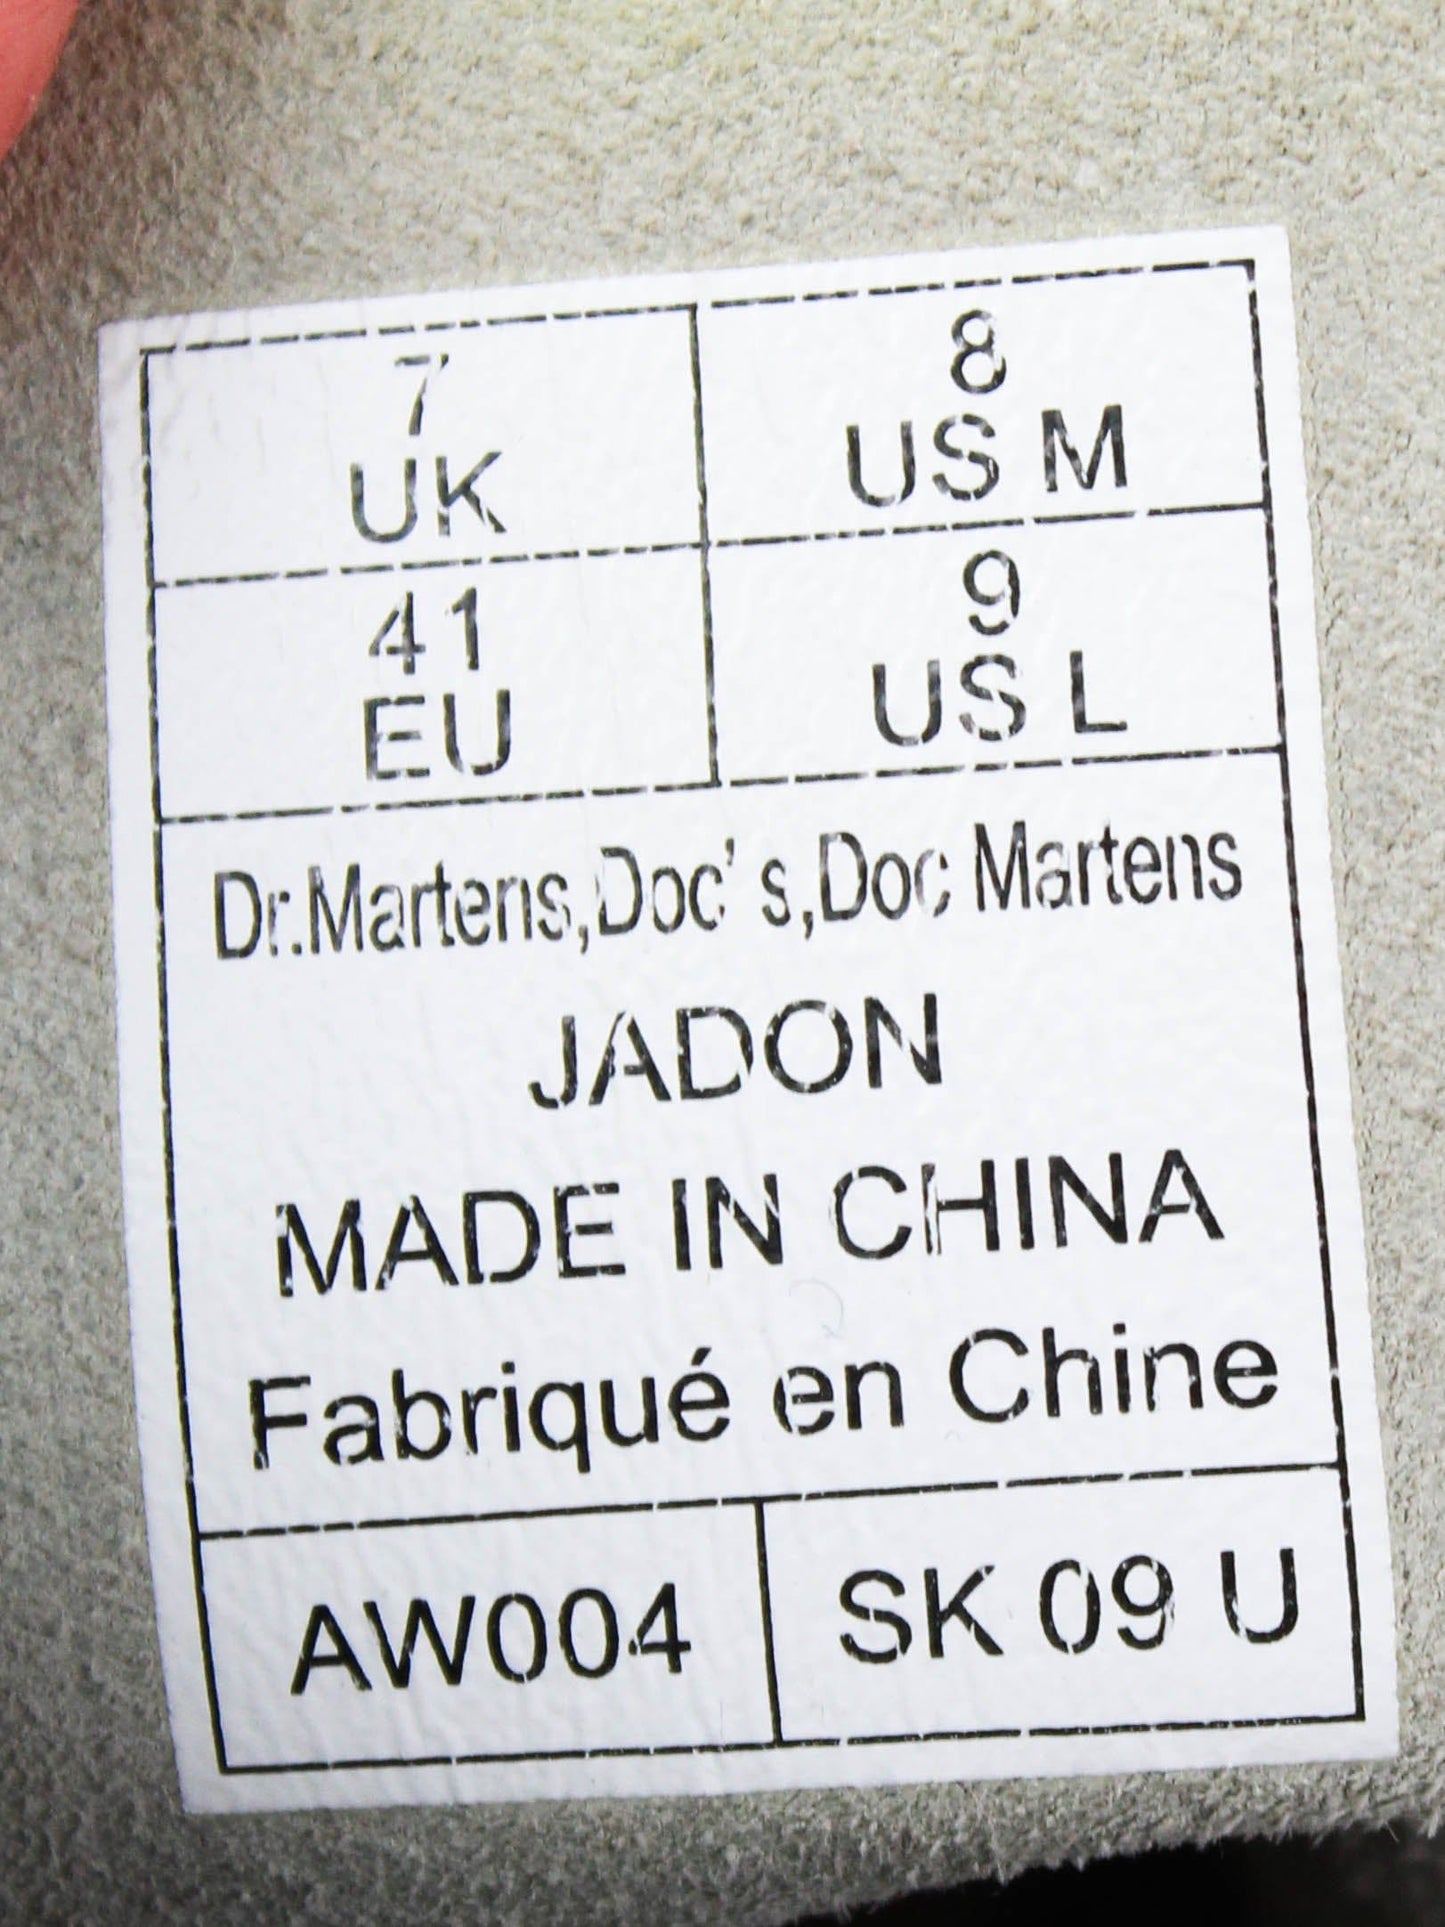 7
UK
8
US M
41
EU
9
US L
Dr.Martens,Doc's,Doc Martens
JADON
MADE IN CHINA
Fabriqué en Chine
AW004
SK 09 U